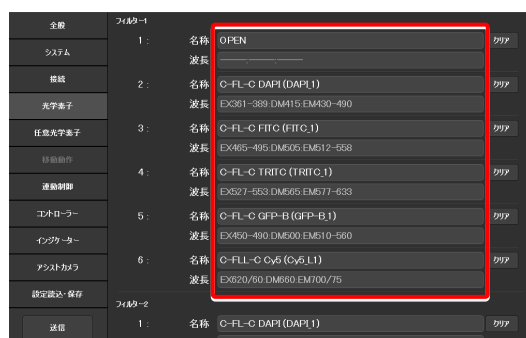 全般
システム
接続
光学素子
任意光学素子
移動動作
連動制御
コントローラー
インジケーター
アシストカメラ
設定読込・保存
送信
フィルター1
1 : 名称 OPEN クリア
波長 ——.——.——
2 : 名称 C-FL-C DAPI (DAPI_1) クリア
波長 EX361-389:DM415:EM430-490
3 : 名称 C-FL-C FITC (FITC_1) クリア
波長 EX465-495:DM505:EM512-558
4 : 名称 C-FL-C TRITC (TRITC_1) クリア
波長 EX527-553:DM565:EM577-633
5 : 名称 C-FL-C GFP-B (GFP-B_1) クリア
波長 EX450-490:DM500:EM510-560
6 : 名称 C-FLL-C Cy5 (Cy5_L1) クリア
波長 EX620/60:DM660:EM700/75
フィルター2
1 : 名称 C-FL-C DAPI (DAPI_1) クリア